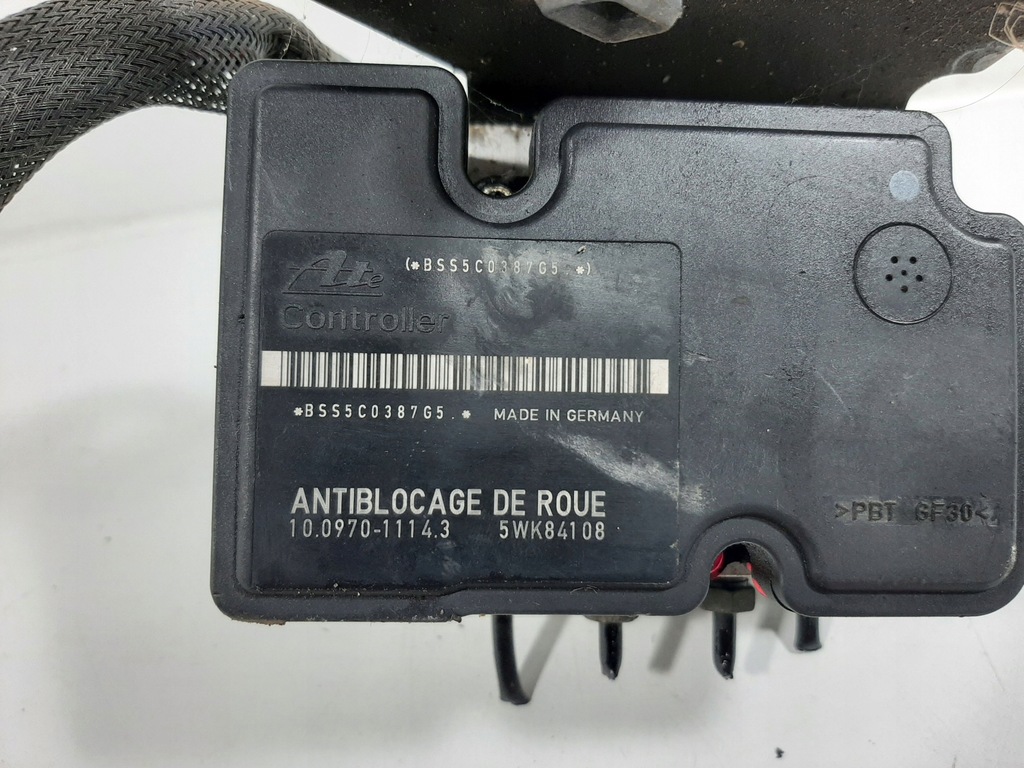 (*BSS5C0387G5.*)
Ate
Controller
*BSS5C0387G5.* MADE IN GERMANY
ANTIBLOCAGE DE ROUE
10.0970-1114.3 5WK84108
>PBT GF30<